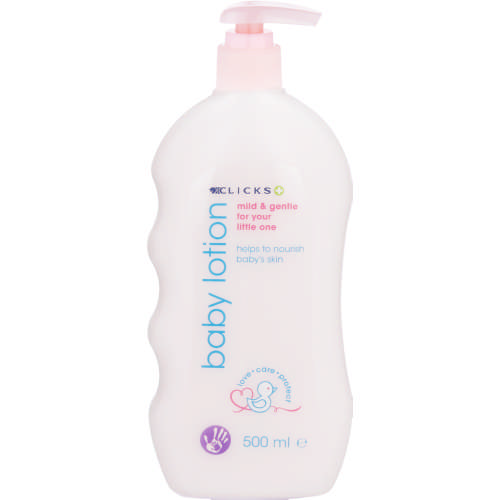 CLICKS
baby lotion
mild & gentle
for your
little one
helps to nourish
baby's skin
love • care • protect
500 ml e